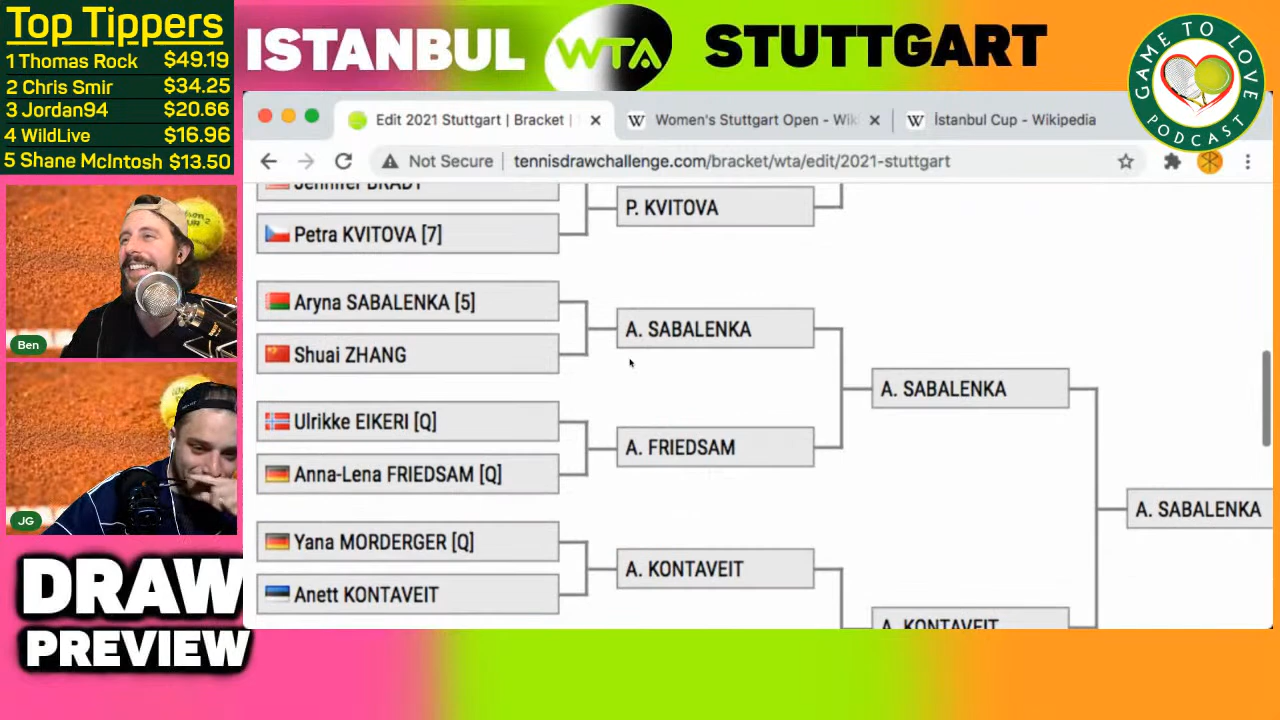 Top Tippers
1 Thomas Rock $49.19
2 Chris Smir $34.25
3 Jordan94 $20.66
4 WildLive $16.96
5 Shane McIntosh $13.50
ISTANBUL WTA STUTTGART
GAME TO LOVE PODCAST
Edit 2021 Stuttgart | Bracket |
Women's Stuttgart Open - Wiki
İstanbul Cup - Wikipedia
Not Secure | tennisdrawchallenge.com/bracket/wta/edit/2021-stuttgart
Jennifer BRADY
P. KVITOVA
Petra KVITOVA [7]
Aryna SABALENKA [5]
A. SABALENKA
Shuai ZHANG
A. SABALENKA
Ulrikke EIKERI [Q]
A. FRIEDSAM
Anna-Lena FRIEDSAM [Q]
A. SABALENKA
Yana MORDERGER [Q]
A. KONTAVEIT
Anett KONTAVEIT
A. KONTAVEIT
Ben
JG
DRAW
PREVIEW